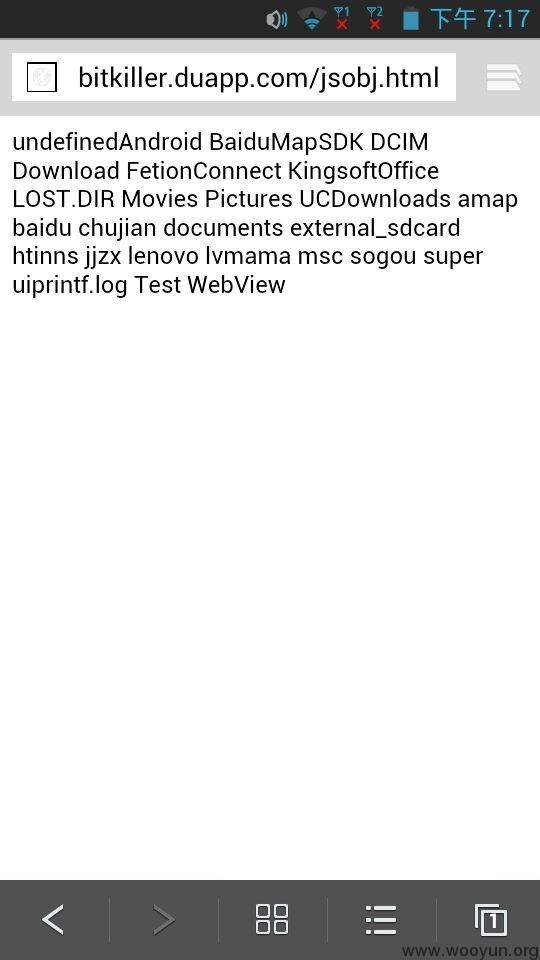 1 2 下午 7:17
bitkiller.duapp.com/jsobj.html
undefinedAndroid BaiduMapSDK DCIM
Download FetionConnect KingsoftOffice
LOST.DIR Movies Pictures UCDownloads amap
baidu chujian documents external_sdcard
htinns jjzx lenovo lvmama msc sogou super
uiprintf.log Test WebView
1
www.wooyun.org